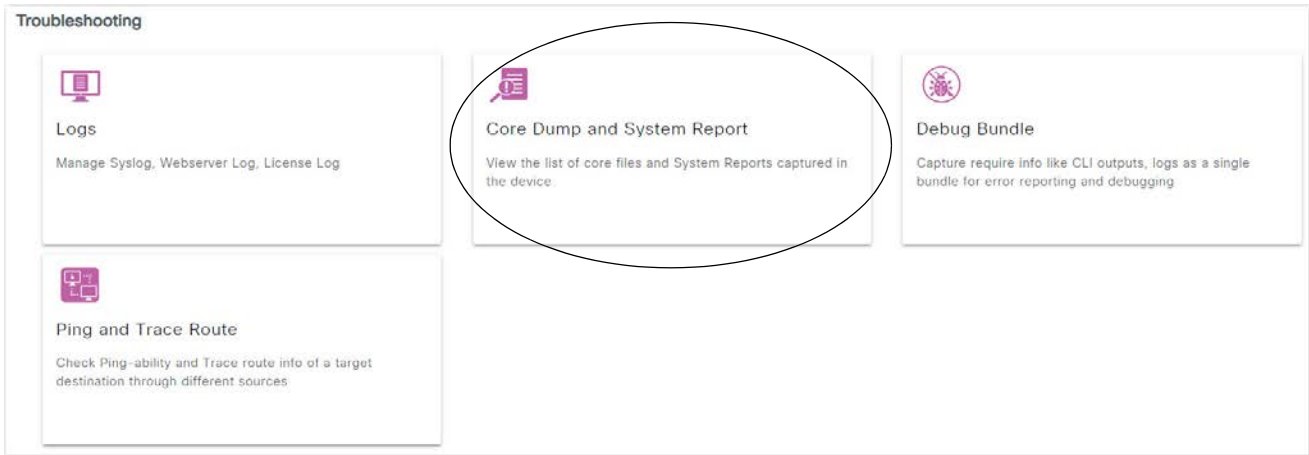 Troubleshooting
Logs
Manage Syslog, Webserver Log, License Log
Core Dump and System Report
View the list of core files and System Reports captured in
the device
Debug Bundle
Capture require info like CLI outputs, logs as a single
bundle for error reporting and debugging
Ping and Trace Route
Check Ping-ability and Trace route info of a target
destination through different sources